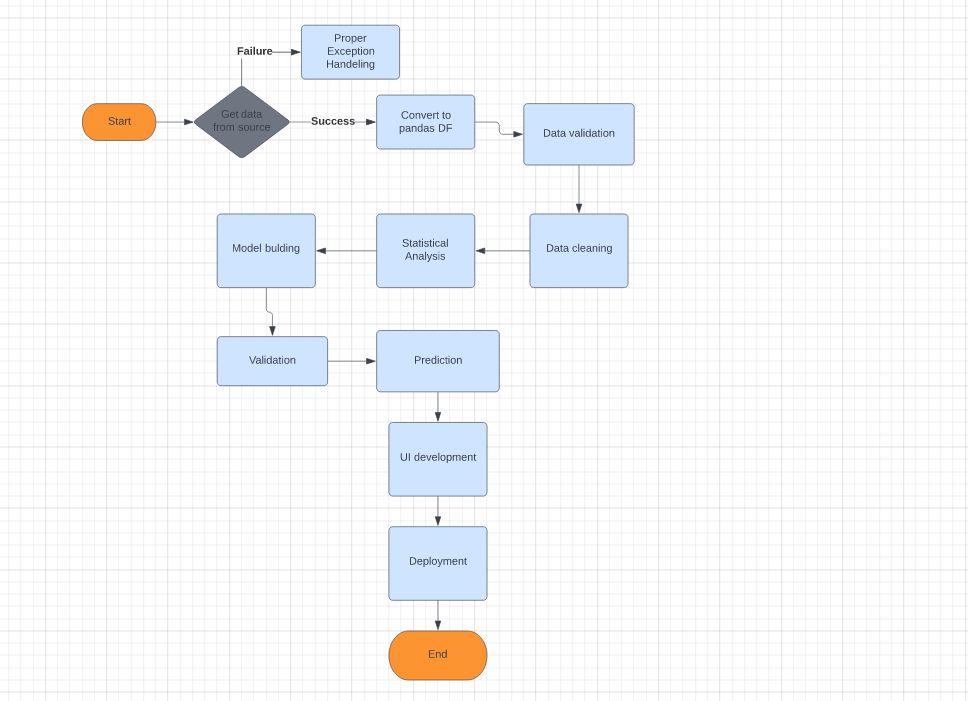 Proper
Exception
Handeling
Failure
Start
Get data
from source
Success
Convert to
pandas DF
Data validation
Model bulding
Statistical
Analysis
Data cleaning
Validation
Prediction
UI development
Deployment
End